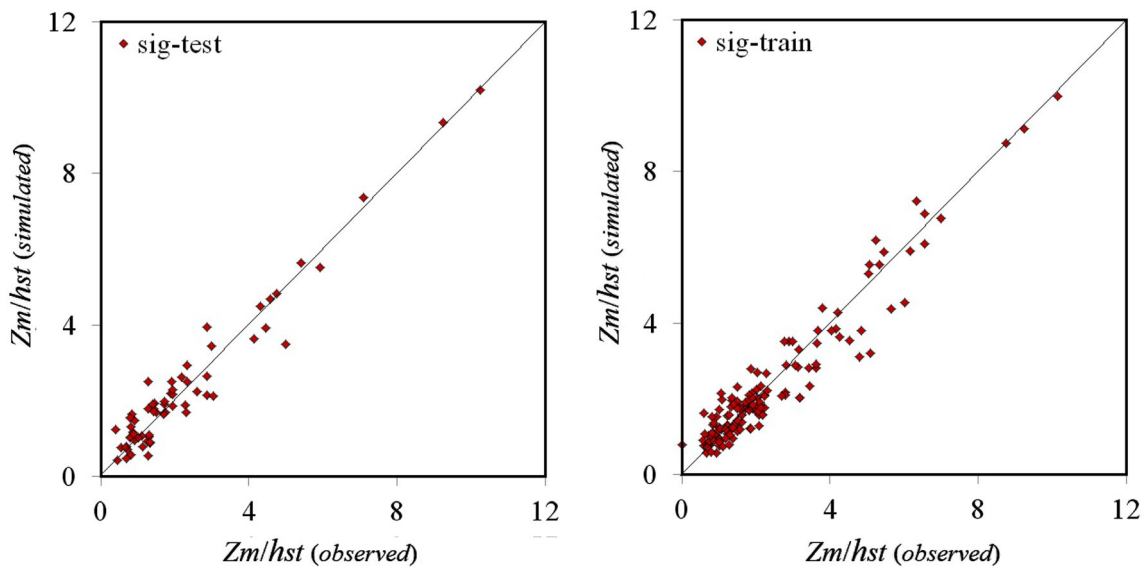 12
sig-test
8
4
0
Zm/hst (simulated)
0 4 8 12
Zm/hst (observed)
12
sig-train
8
4
0
Zm/hst (simulated)
0 4 8 12
Zm/hst (observed)